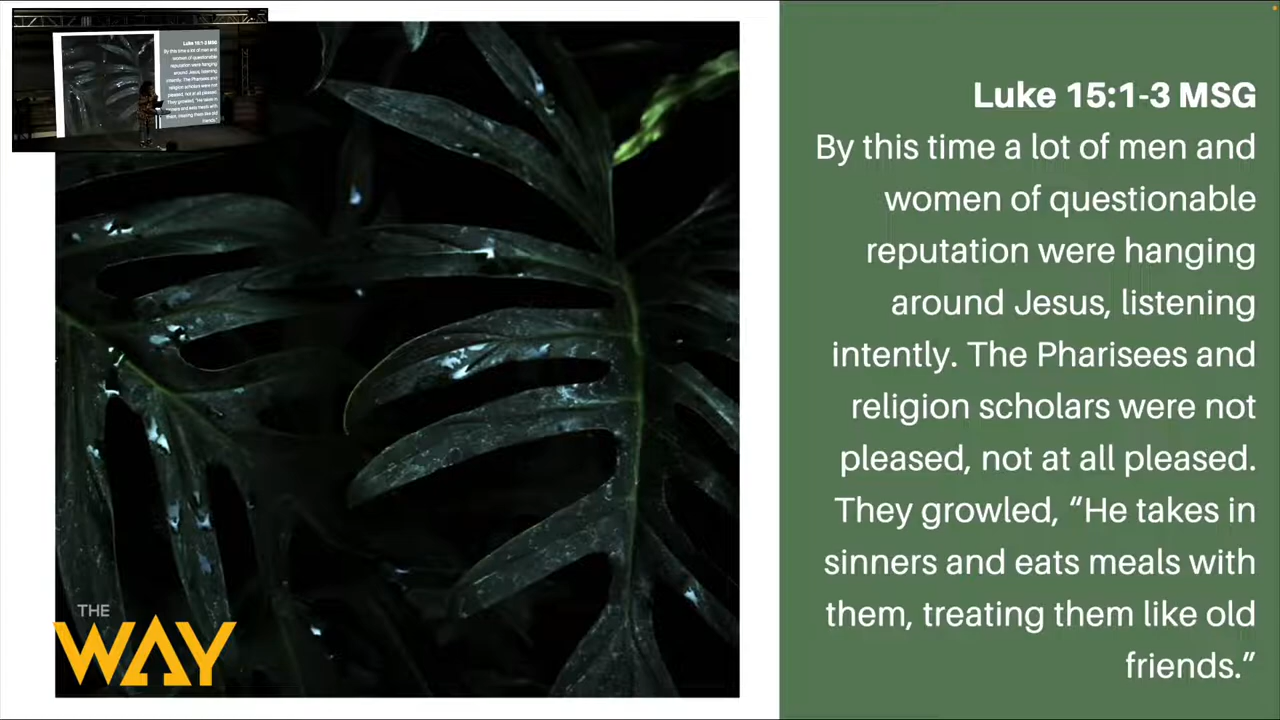 Luke 15:1-3 MSG
By this time a lot of men and
women of questionable
reputation were hanging
around Jesus, listening
intently. The Pharisees and
religion scholars were not
pleased, not at all pleased.
They growled, “He takes in
sinners and eats meals with
them, treating them like old
friends.”
THE
WAY